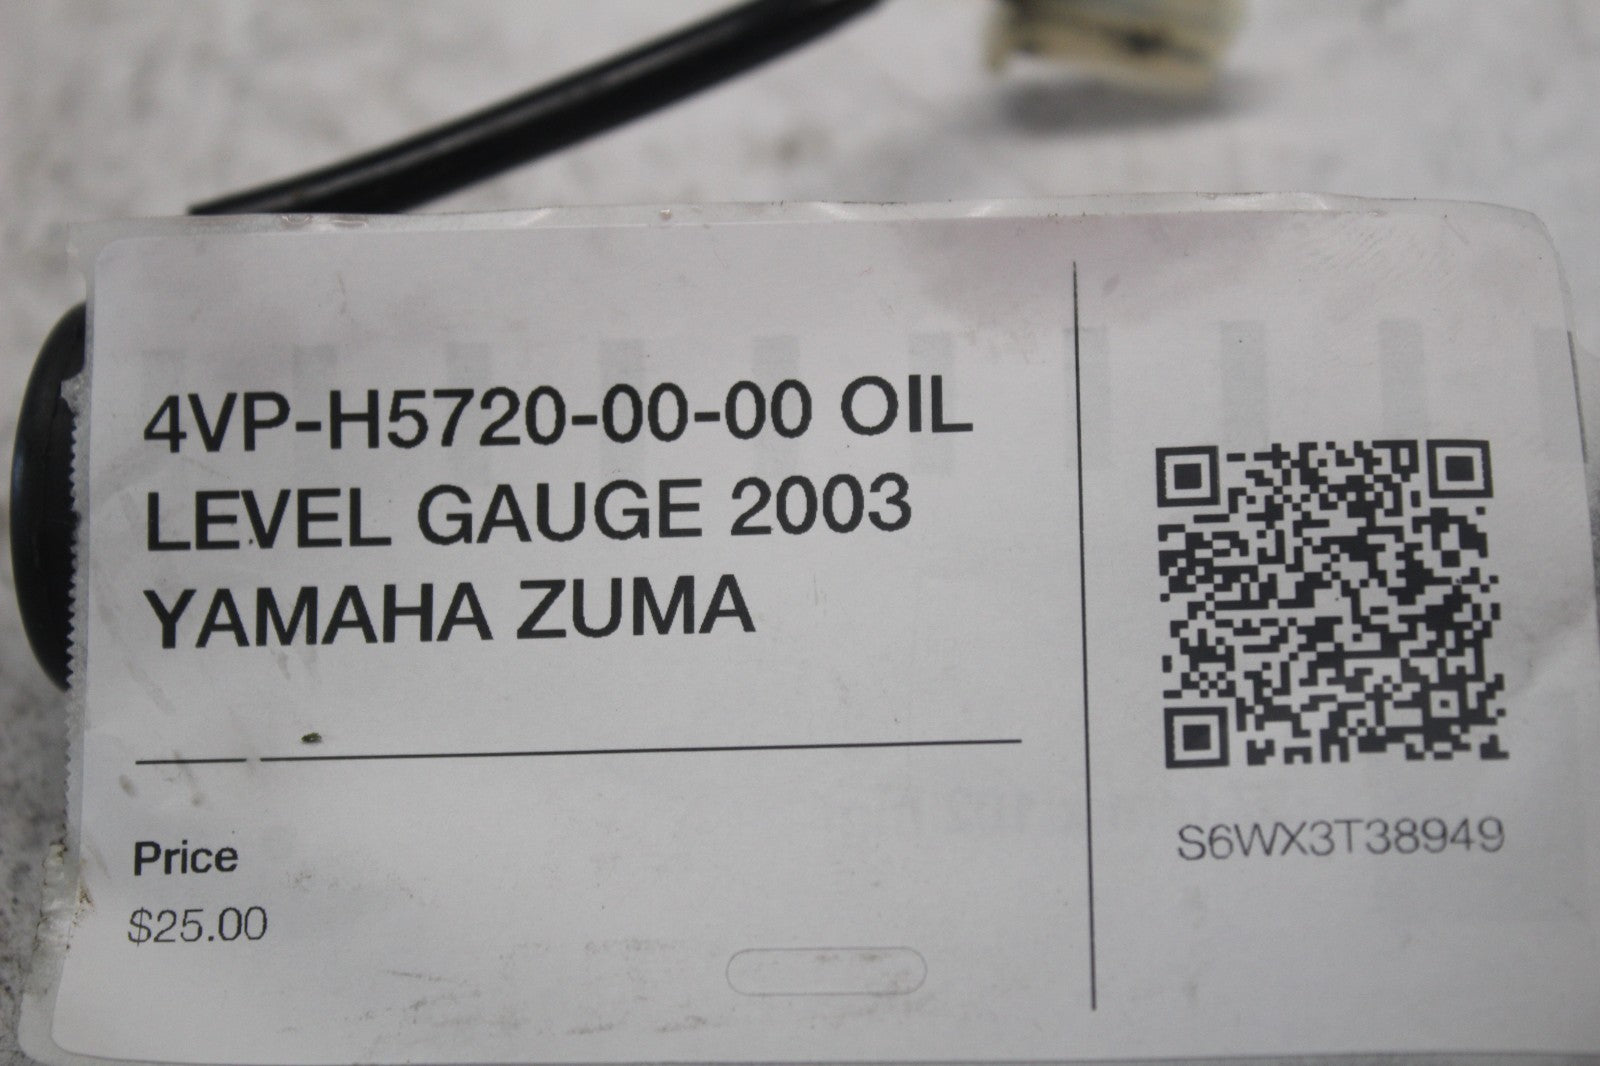 4VP-H5720-00-00 OIL
LEVEL GAUGE 2003
YAMAHA ZUMA
Price
$25.00
S6WX3T38949